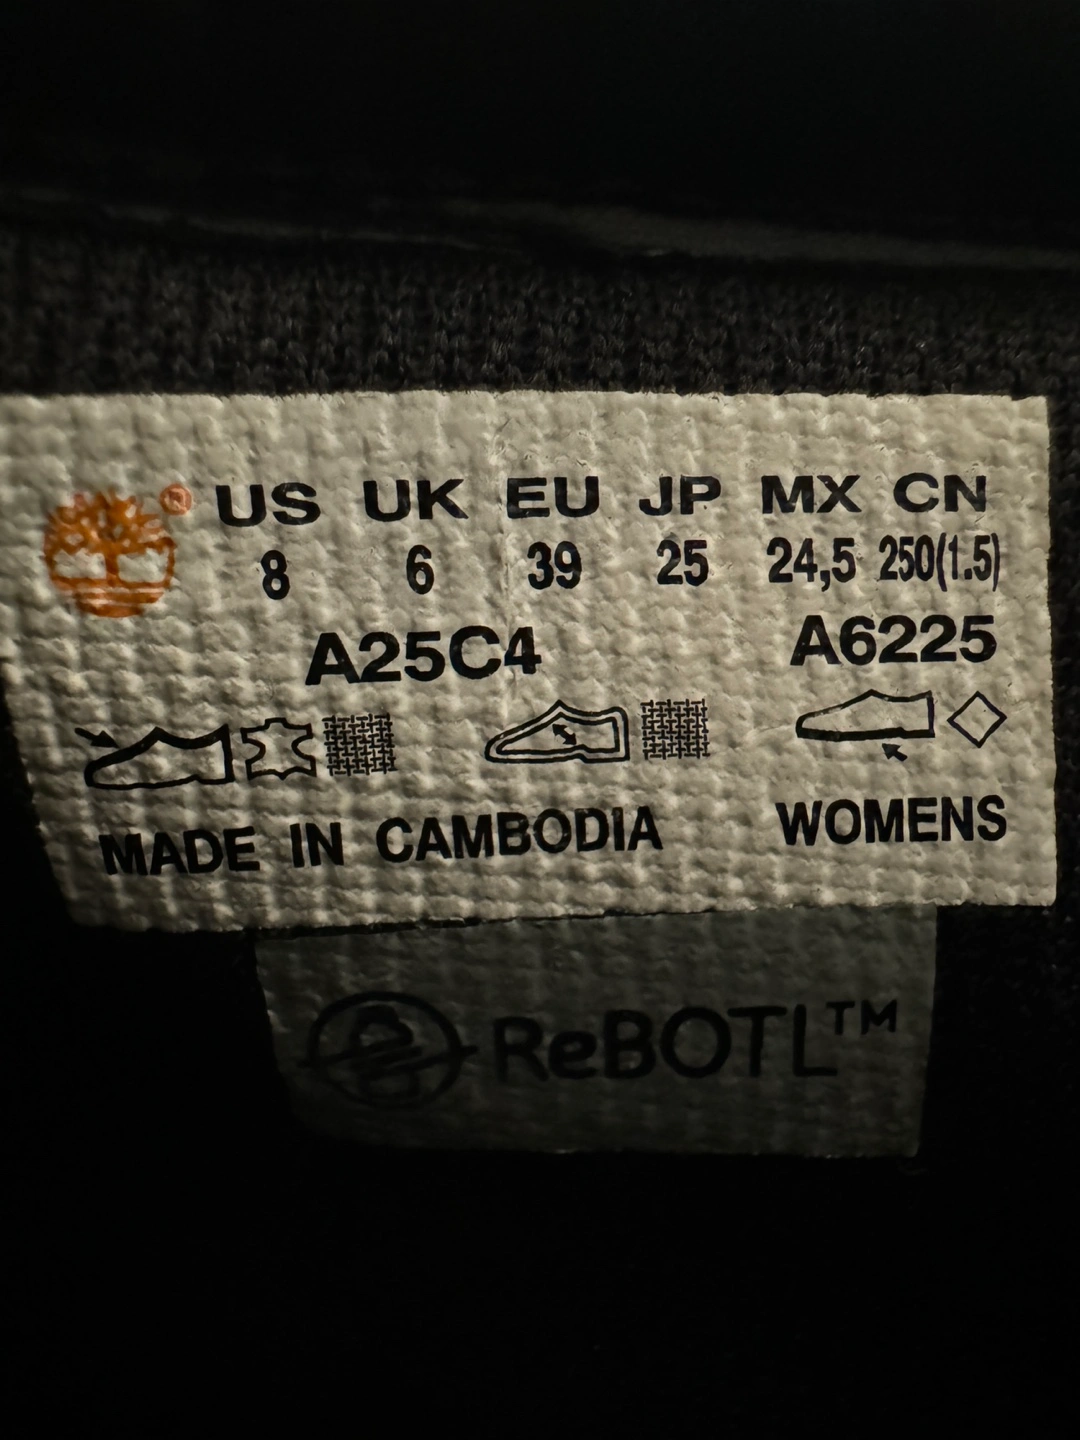 ® US UK EU JP MX CN
8 6 39 25 24,5 250(1.5)
A25C4 A6225
MADE IN CAMBODIA WOMENS
ReBOTL™